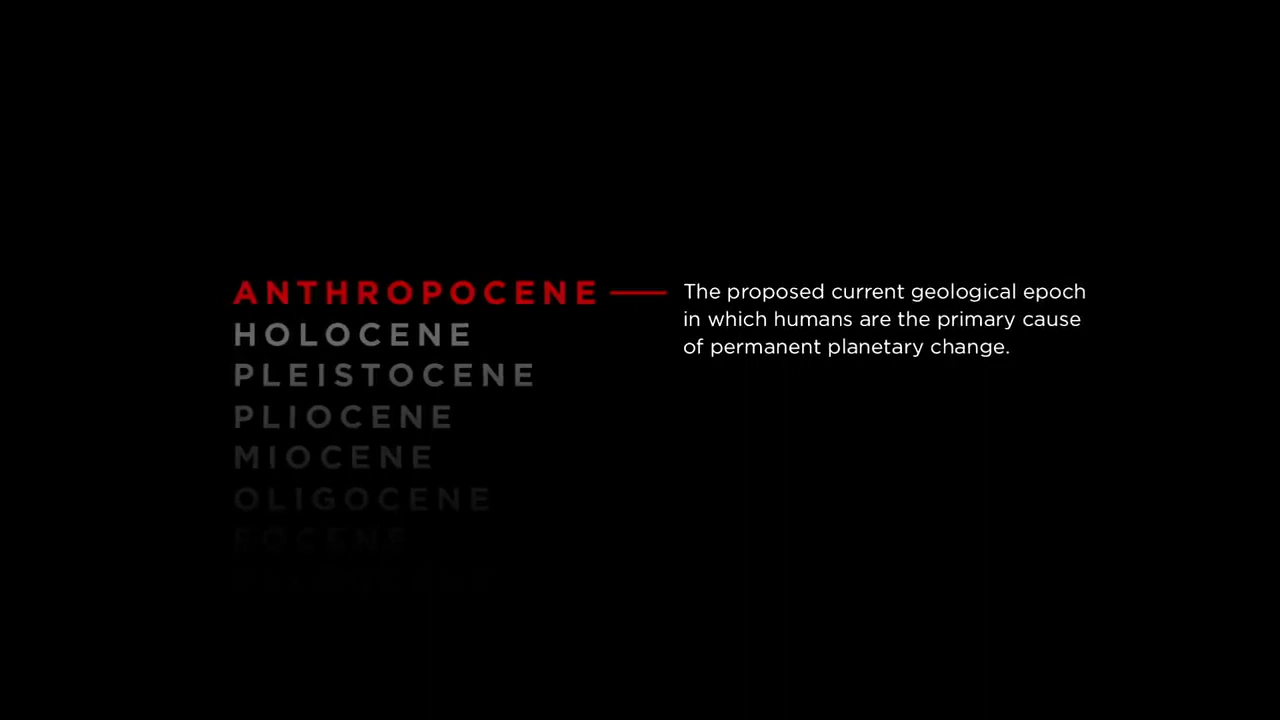 ANTHROPOCENE
The proposed current geological epoch
in which humans are the primary cause
of permanent planetary change.
HOLOCENE
PLEISTOCENE
PLIOCENE
MIOCENE
OLIGOCENE